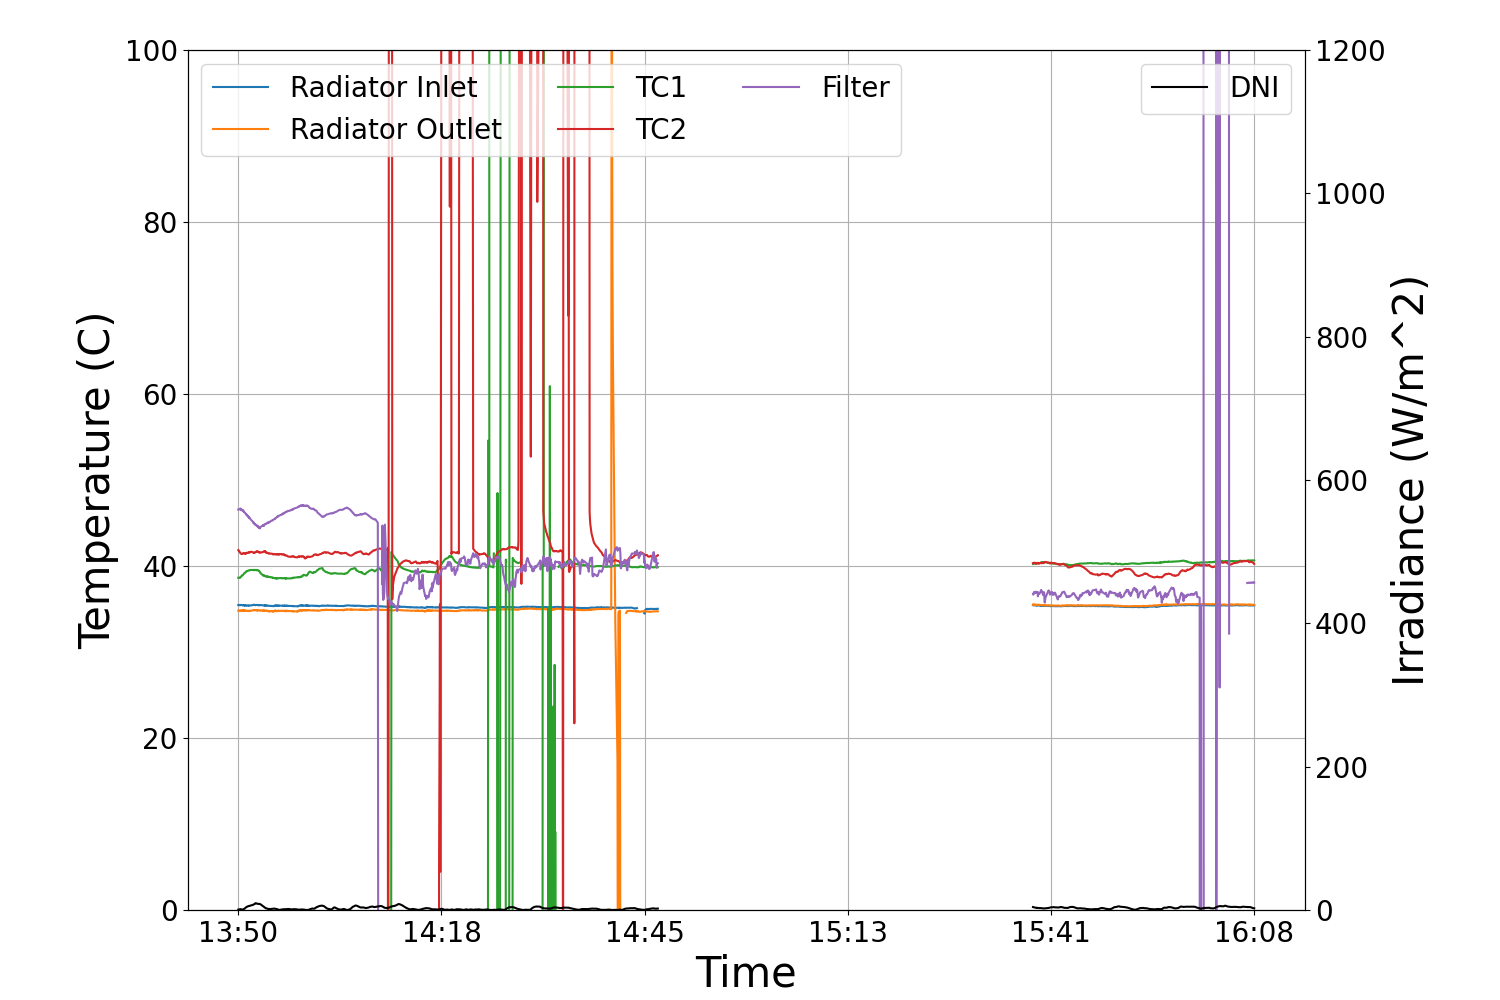 100
80
60
40
20
0
Temperature (C)
Radiator Inlet
Radiator Outlet
TC1
TC2
Filter
DNI
1200
1000
800
600
400
200
0
Irradiance (W/m^2)
13:50
14:18
14:45
15:13
15:41
16:08
Time